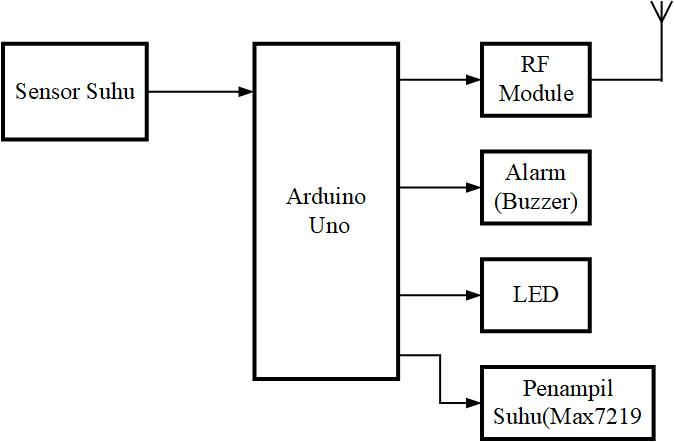 Sensor Suhu
Arduino
Uno
RF
Module
Alarm
(Buzzer)
LED
Penampil
Suhu(Max7219